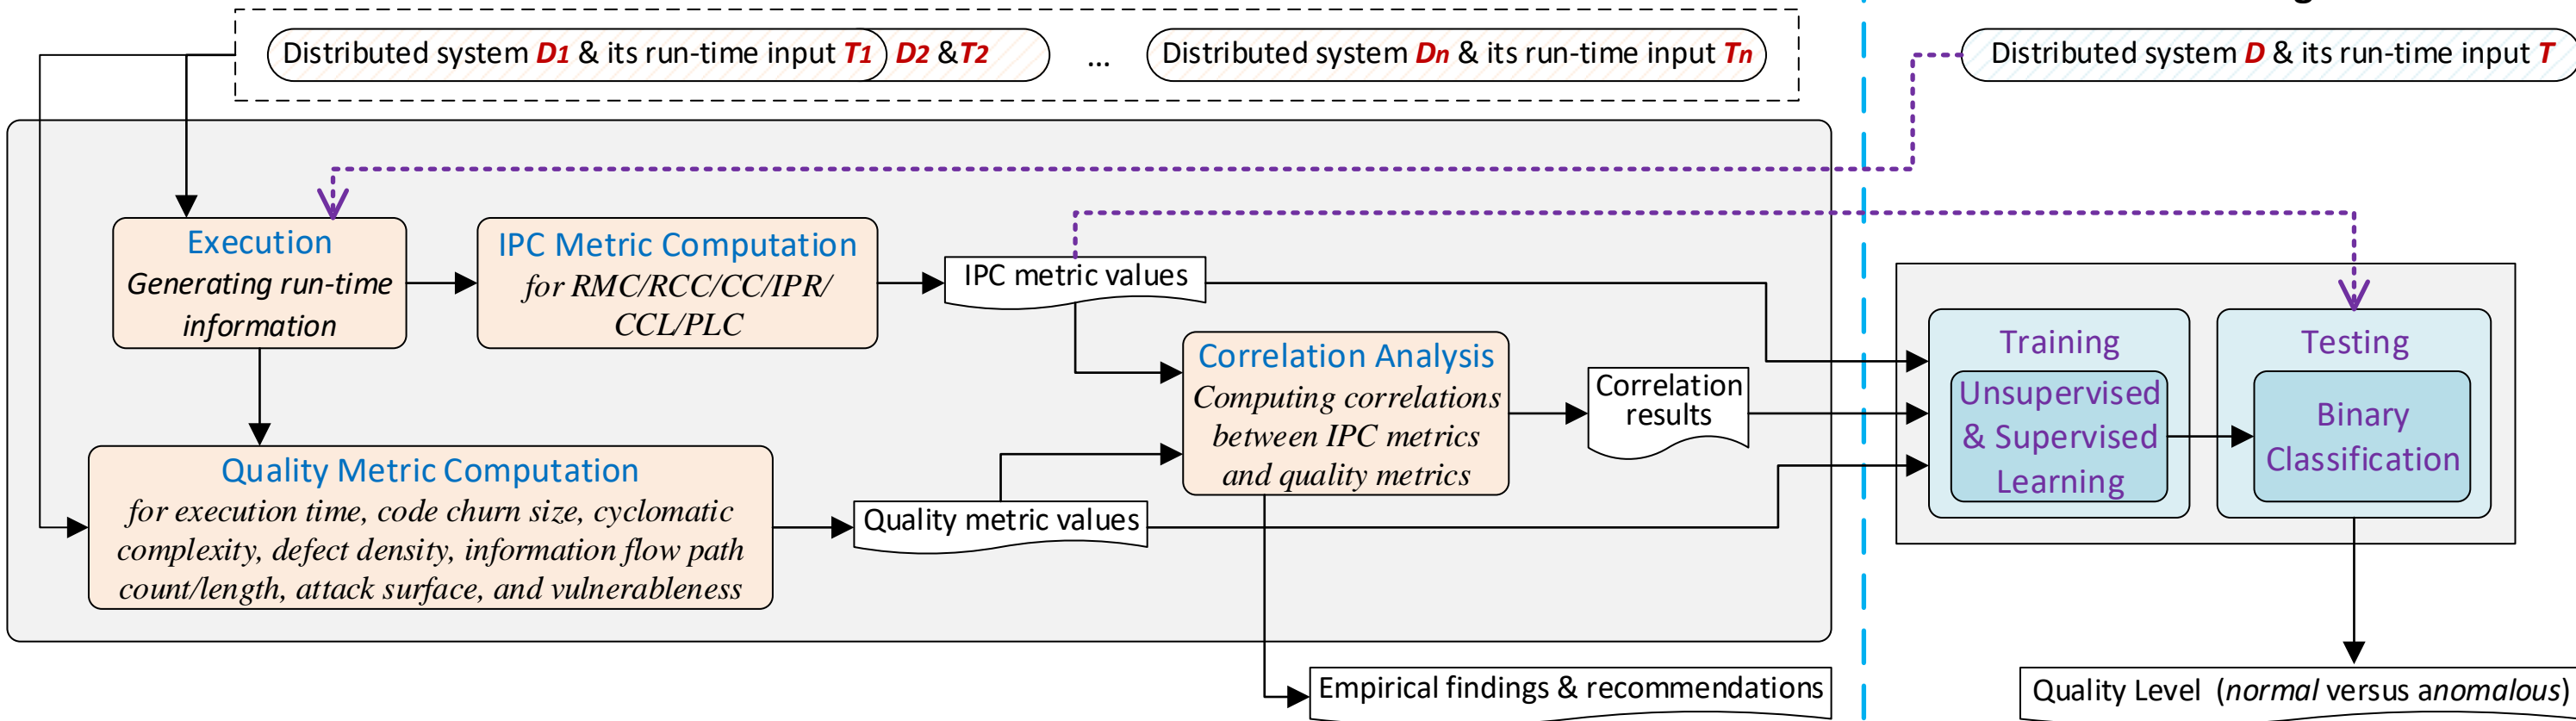 Distributed system D1 & its run-time input T1
D2 &T2
...
Distributed system Dn & its run-time input Tn
Distributed system D & its run-time input T
Execution
Generating run-time
information
IPC Metric Computation
for RMC/RCC/CC/IPR/
CCL/PLC
IPC metric values
Correlation Analysis
Computing correlations
between IPC metrics
and quality metrics
Correlation
results
Training
Unsupervised
& Supervised
Learning
Testing
Binary
Classification
Quality Metric Computation
for execution time, code churn size, cyclomatic
complexity, defect density, information flow path
count/length, attack surface, and vulnerableness
Quality metric values
Empirical findings & recommendations
Quality Level (normal versus anomalous)